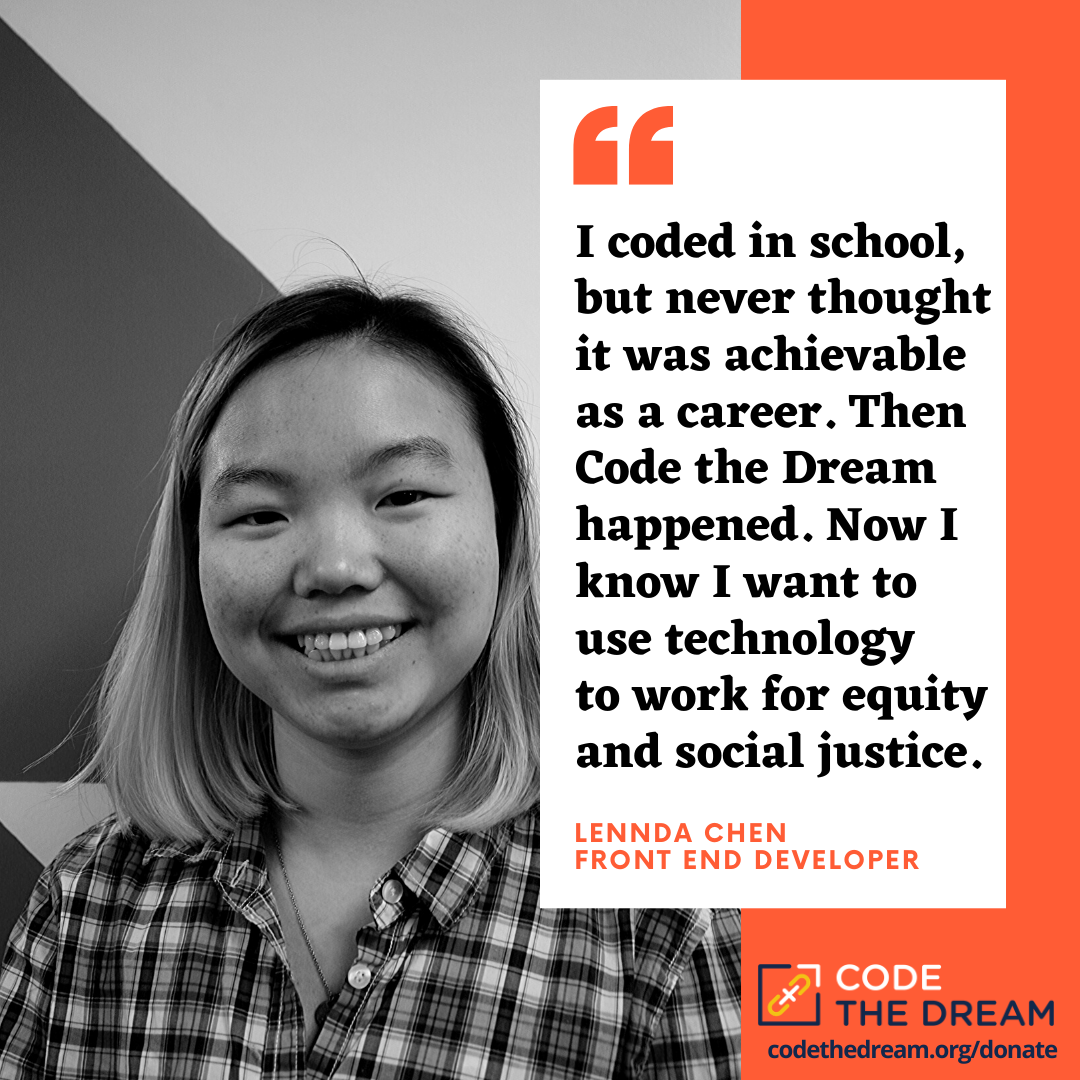 I coded in school,
but never thought
it was achievable
as a career. Then
Code the Dream
happened. Now I
know I want to
use technology
to work for equity
and social justice.
LENNDA CHEN
FRONT END DEVELOPER
CODE
THE DREAM
codethedream.org/donate